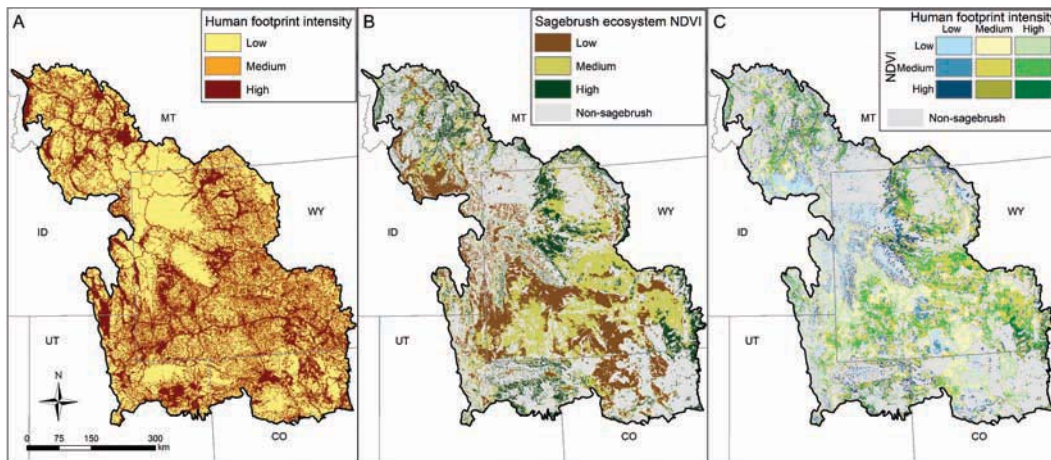 A
Human footprint intensity
Low
Medium
High
MT
ID
WY
UT
CO
N
0 75 150 300
km
B
Sagebrush ecosystem NDVI
Low
Medium
High
Non-sagebrush
MT
ID
WY
UT
CO
C
Human footprint intensity
Low Medium High
NDVI
Low
Medium
High
Non-sagebrush
MT
ID
WY
UT
CO